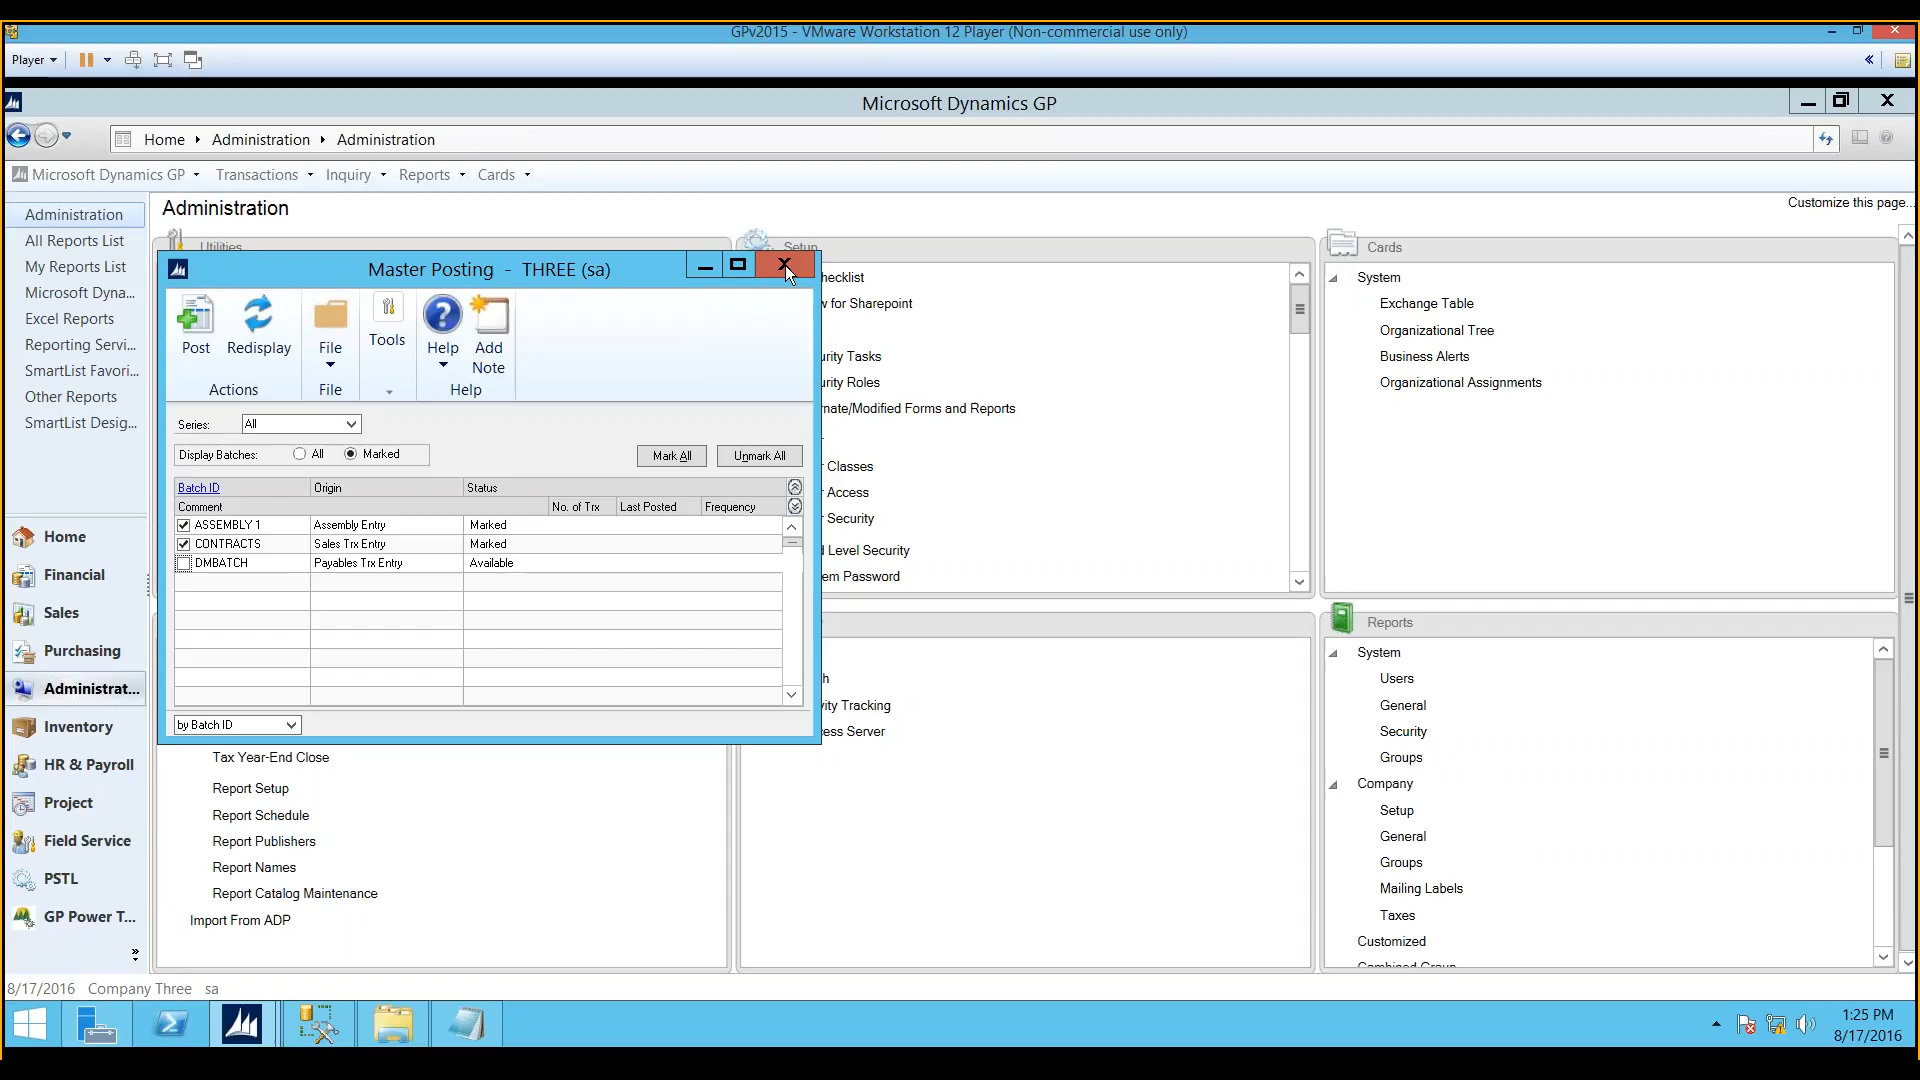 GPv2015 - VMware Workstation 12 Player (Non-commercial use only)
Player
Microsoft Dynamics GP
Home Administration Administration
Microsoft Dynamics GP Transactions Inquiry Reports Cards
Administration
All Reports List
My Reports List
Microsoft Dyna...
Excel Reports
Reporting Servi...
SmartList Favori...
Other Reports
SmartList Desig...
Home
Financial
Sales
Purchasing
Administrat...
Inventory
HR & Payroll
Project
Field Service
PSTL
GP Power T...
Administration
Customize this page...
Utilities
Master Posting - THREE (sa)
Post
Redisplay
Actions
File
File
Tools
Help
Add Note
Help
Series: All
Display Batches: All Marked
Mark All
Unmark All
Batch ID Origin Status
Comment No. of Trx Last Posted Frequency
ASSEMBLY 1 Assembly Entry Marked
CONTRACTS Sales Trx Entry Marked
DMBATCH Payables Trx Entry Available
by Batch ID
Tax Year-End Close
Report Setup
Report Schedule
Report Publishers
Report Names
Report Catalog Maintenance
Import From ADP
Setup
hecklist
w for Sharepoint
urity Tasks
urity Roles
rnate/Modified Forms and Reports
r Classes
r Access
r Security
d Level Security
em Password
h
vity Tracking
ess Server
Cards
System
Exchange Table
Organizational Tree
Business Alerts
Organizational Assignments
Reports
System
Users
General
Security
Groups
Company
Setup
General
Groups
Mailing Labels
Taxes
Customized
Combined Group
8/17/2016 Company Three sa
1:25 PM
8/17/2016